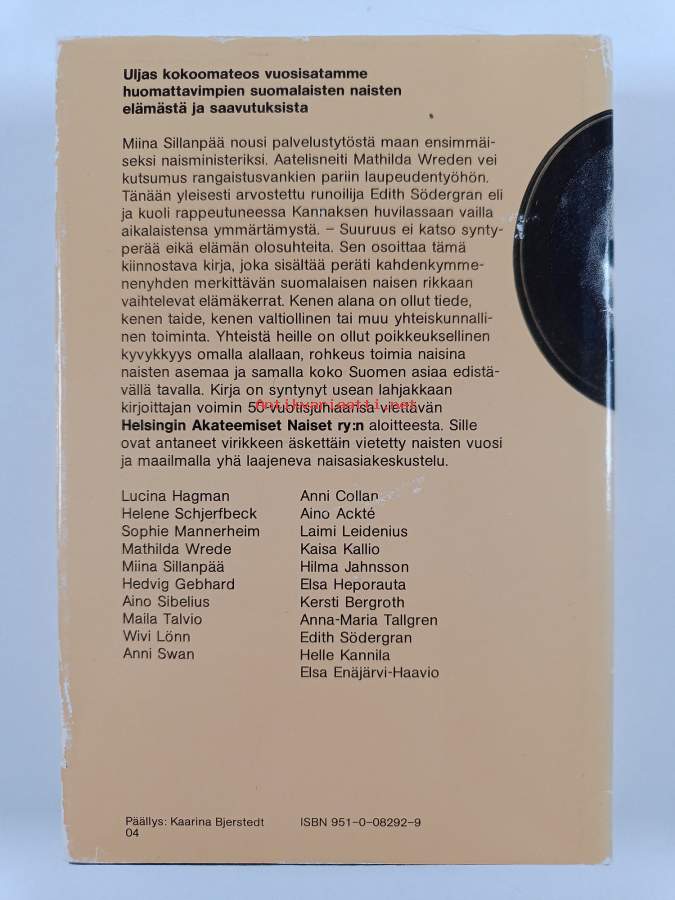 Uljas kokoomateos vuosisatamme
huomattavimpien suomalaisten naisten
elämästä ja saavutuksista
Miina Sillanpää nousi palvelustytöstä maan ensimmäi-
seksi naisministeriksi. Aatelisneiti Mathilda Wreden vei
kutsumus rangaistusvankien pariin laupeudentyöhön.
Tänään yleisesti arvostettu runoilija Edith Södergran eli
ja kuoli rappeutuneessa Kannaksen huvilassaan vailla
aikalaistensa ymmärtämystä. – Suuruus ei katso synty-
perää eikä elämän olosuhteita. Sen osoittaa tämä
kiinnostava kirja, joka sisältää peräti kahdenkymme-
nenyhden merkittävän suomalaisen naisen rikkaan
vaihtelevat elämäkerrat. Kenen alana on ollut tiede,
kenen taide, kenen valtiollinen tai muu yhteiskunnalli-
nen toiminta. Yhteistä heille on ollut poikkeuksellinen
kyvykkyys omalla alallaan, rohkeus toimia naisina
naisten asemaa ja samalla koko Suomen asiaa edistä-
vällä tavalla. Kirja on syntynyt usean lahjakkaan
kirjoittajan voimin 50-vuotisjuhlaansa viettävän
Antikvariaatti.net
Helsingin Akateemiset Naiset ry:n aloitteesta. Sille
ovat antaneet virikkeen äskettäin vietetty naisten vuosi
ja maailmalla yhä laajeneva naisasiakeskustelu.
Lucina Hagman
Helene Schjerfbeck
Sophie Mannerheim
Mathilda Wrede
Miina Sillanpää
Hedvig Gebhard
Aino Sibelius
Maila Talvio
Wivi Lönn
Anni Swan
Anni Collan
Aino Ackté
Laimi Leidenius
Kaisa Kallio
Hilma Jahnsson
Elsa Heporauta
Kersti Bergroth
Anna-Maria Tallgren
Edith Södergran
Helle Kannila
Elsa Enäjärvi-Haavio
Päällys: Kaarina Bjerstedt
04
ISBN 951–0–08292–9